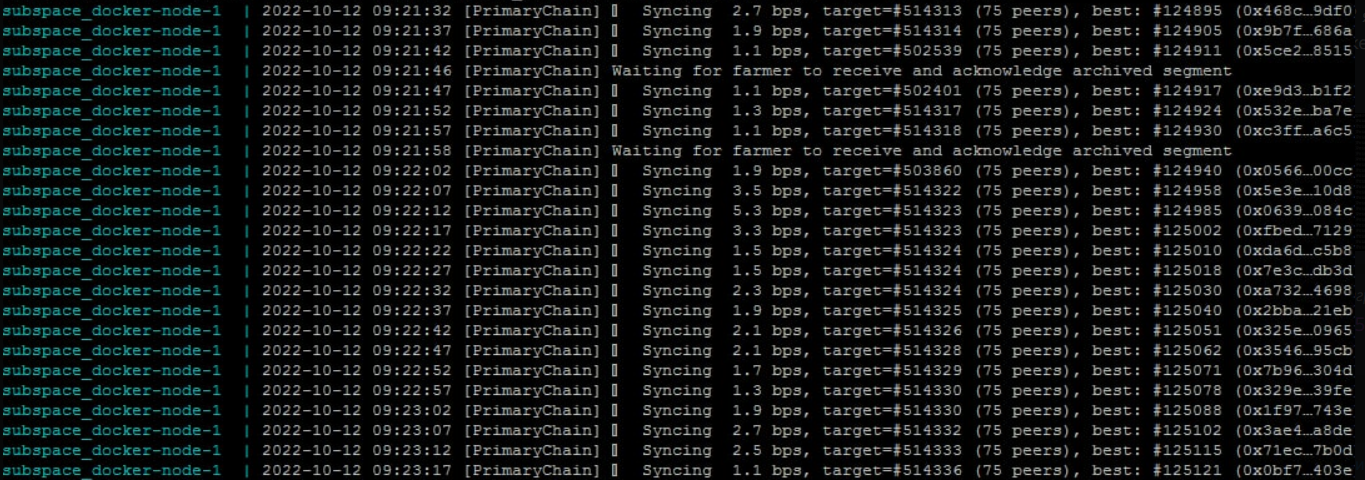 subspace_docker-node-1 | 2022-10-12 09:21:32 [PrimaryChain] Syncing 2.7 bps, target=#514313 (75 peers), best: #124895 (0x468c…9df0
subspace_docker-node-1 | 2022-10-12 09:21:37 [PrimaryChain] Syncing 1.9 bps, target=#514314 (75 peers), best: #124905 (0x9b7f…686a
subspace_docker-node-1 | 2022-10-12 09:21:42 [PrimaryChain] Syncing 1.1 bps, target=#502539 (75 peers), best: #124911 (0x5ce2…8515
subspace_docker-node-1 | 2022-10-12 09:21:46 [PrimaryChain] Waiting for farmer to receive and acknowledge archived segment
subspace_docker-node-1 | 2022-10-12 09:21:47 [PrimaryChain] Syncing 1.1 bps, target=#502401 (75 peers), best: #124917 (0xe9d3…b1f2
subspace_docker-node-1 | 2022-10-12 09:21:52 [PrimaryChain] Syncing 1.3 bps, target=#514317 (75 peers), best: #124924 (0x532e…ba7e
subspace_docker-node-1 | 2022-10-12 09:21:57 [PrimaryChain] Syncing 1.1 bps, target=#514318 (75 peers), best: #124930 (0xc3ff…a6c5
subspace_docker-node-1 | 2022-10-12 09:21:58 [PrimaryChain] Waiting for farmer to receive and acknowledge archived segment
subspace_docker-node-1 | 2022-10-12 09:22:02 [PrimaryChain] Syncing 1.9 bps, target=#503860 (75 peers), best: #124940 (0x0566…00cc
subspace_docker-node-1 | 2022-10-12 09:22:07 [PrimaryChain] Syncing 3.5 bps, target=#514322 (75 peers), best: #124958 (0x5e3e…10d8
subspace_docker-node-1 | 2022-10-12 09:22:12 [PrimaryChain] Syncing 5.3 bps, target=#514323 (75 peers), best: #124985 (0x0639…084c
subspace_docker-node-1 | 2022-10-12 09:22:17 [PrimaryChain] Syncing 3.3 bps, target=#514323 (75 peers), best: #125002 (0xfbed…7129
subspace_docker-node-1 | 2022-10-12 09:22:22 [PrimaryChain] Syncing 1.5 bps, target=#514324 (75 peers), best: #125010 (0xda6d…c5b8
subspace_docker-node-1 | 2022-10-12 09:22:27 [PrimaryChain] Syncing 1.5 bps, target=#514324 (75 peers), best: #125018 (0x7e3c…db3d
subspace_docker-node-1 | 2022-10-12 09:22:32 [PrimaryChain] Syncing 2.3 bps, target=#514324 (75 peers), best: #125030 (0xa732…4698
subspace_docker-node-1 | 2022-10-12 09:22:37 [PrimaryChain] Syncing 1.9 bps, target=#514325 (75 peers), best: #125040 (0x2bba…21eb
subspace_docker-node-1 | 2022-10-12 09:22:42 [PrimaryChain] Syncing 2.1 bps, target=#514326 (75 peers), best: #125051 (0x325e…0965
subspace_docker-node-1 | 2022-10-12 09:22:47 [PrimaryChain] Syncing 2.1 bps, target=#514328 (75 peers), best: #125062 (0x3546…95cb
subspace_docker-node-1 | 2022-10-12 09:22:52 [PrimaryChain] Syncing 1.7 bps, target=#514329 (75 peers), best: #125071 (0x7b96…304d
subspace_docker-node-1 | 2022-10-12 09:22:57 [PrimaryChain] Syncing 1.3 bps, target=#514330 (75 peers), best: #125078 (0x329e…39fe
subspace_docker-node-1 | 2022-10-12 09:23:02 [PrimaryChain] Syncing 1.9 bps, target=#514330 (75 peers), best: #125088 (0x1f97…743e
subspace_docker-node-1 | 2022-10-12 09:23:07 [PrimaryChain] Syncing 2.7 bps, target=#514332 (75 peers), best: #125102 (0x3ae4…a8de
subspace_docker-node-1 | 2022-10-12 09:23:12 [PrimaryChain] Syncing 2.5 bps, target=#514333 (75 peers), best: #125115 (0x71ec…7b0d
subspace_docker-node-1 | 2022-10-12 09:23:17 [PrimaryChain] Syncing 1.1 bps, target=#514336 (75 peers), best: #125121 (0x0bf7…403e